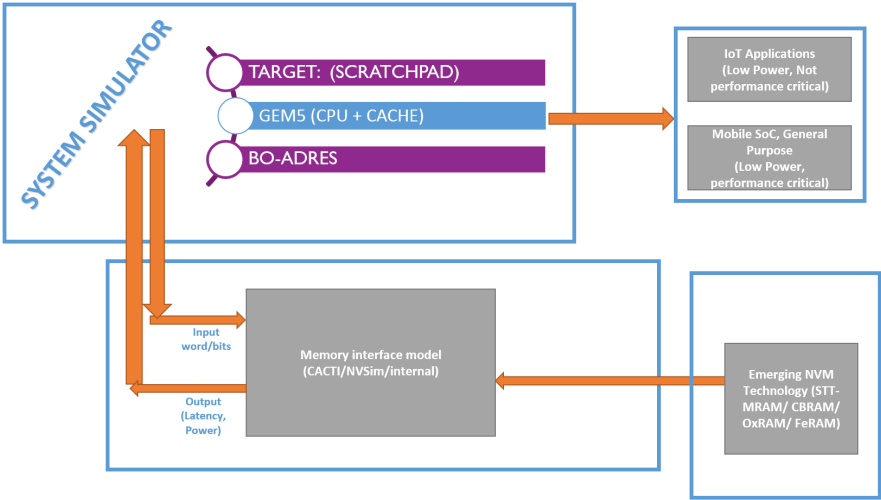 SYSTEM SIMULATOR
TARGET: (SCRATCHPAD)
GEM5 (CPU + CACHE)
BO-ADRES
IoT Applications
(Low Power, Not
performance critical)
Mobile SoC, General
Purpose
(Low Power,
performance critical)
Input
word/bits
Output
(Latency,
Power)
Memory interface model
(CACTI/NVSim/internal)
Emerging NVM
Technology (STT-
MRAM/ CBRAM/
OxRAM/ FeRAM)